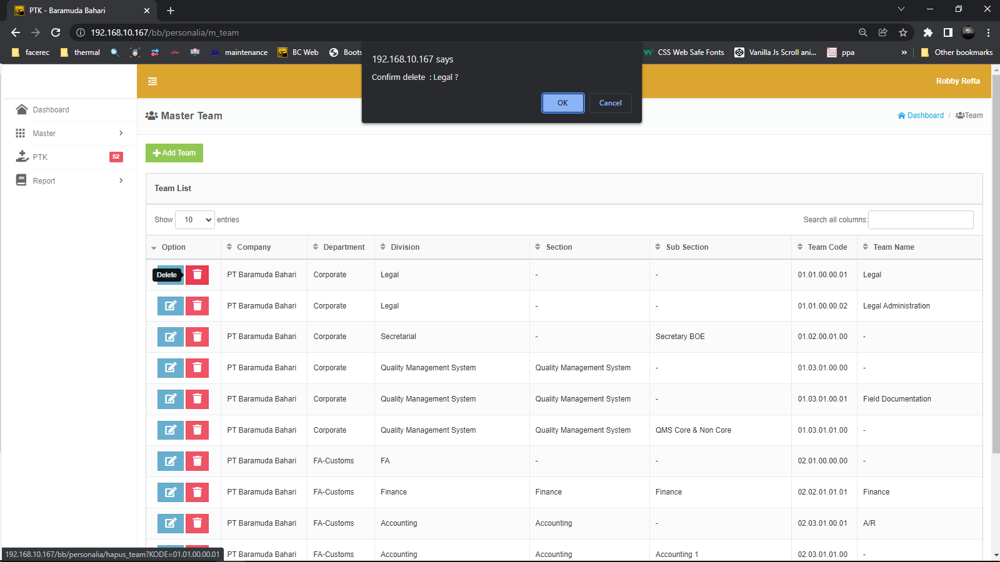 PTK - Baramuda Bahari
192.168.10.167/bb/personalia/m_team
facerec thermal maintenance BC Web Boots CSS Web Safe Fonts Vanilla Js Scroll ani... ppa » Other bookmarks
192.168.10.167 says
Confirm delete : Legal ?
OK Cancel
Robby Refta
Dashboard
Master
PTK 52
Report
Master Team
Dashboard / Team
Add Team
Team List
Show 10 entries
Search all columns:
Option Company Department Division Section Sub Section Team Code Team Name
Delete PT Baramuda Bahari Corporate Legal - - 01.01.00.00.01 Legal
PT Baramuda Bahari Corporate Legal - - 01.01.00.00.02 Legal Administration
PT Baramuda Bahari Corporate Secretarial - Secretary BOE 01.02.00.01.00 -
PT Baramuda Bahari Corporate Quality Management System Quality Management System - 01.03.01.00.00 -
PT Baramuda Bahari Corporate Quality Management System Quality Management System - 01.03.01.00.01 Field Documentation
PT Baramuda Bahari Corporate Quality Management System Quality Management System QMS Core & Non Core 01.03.01.01.00 -
PT Baramuda Bahari FA-Customs FA - - 02.01.00.00.00 -
PT Baramuda Bahari FA-Customs Finance Finance Finance 02.02.01.01.01 Finance
PT Baramuda Bahari FA-Customs Accounting Accounting - 02.03.01.00.01 A/R
PT Baramuda Bahari FA-Customs Accounting Accounting Accounting 1 02.03.01.01.00 -
192.168.10.167/bb/personalia/hapus_team?KODE=01.01.00.00.01